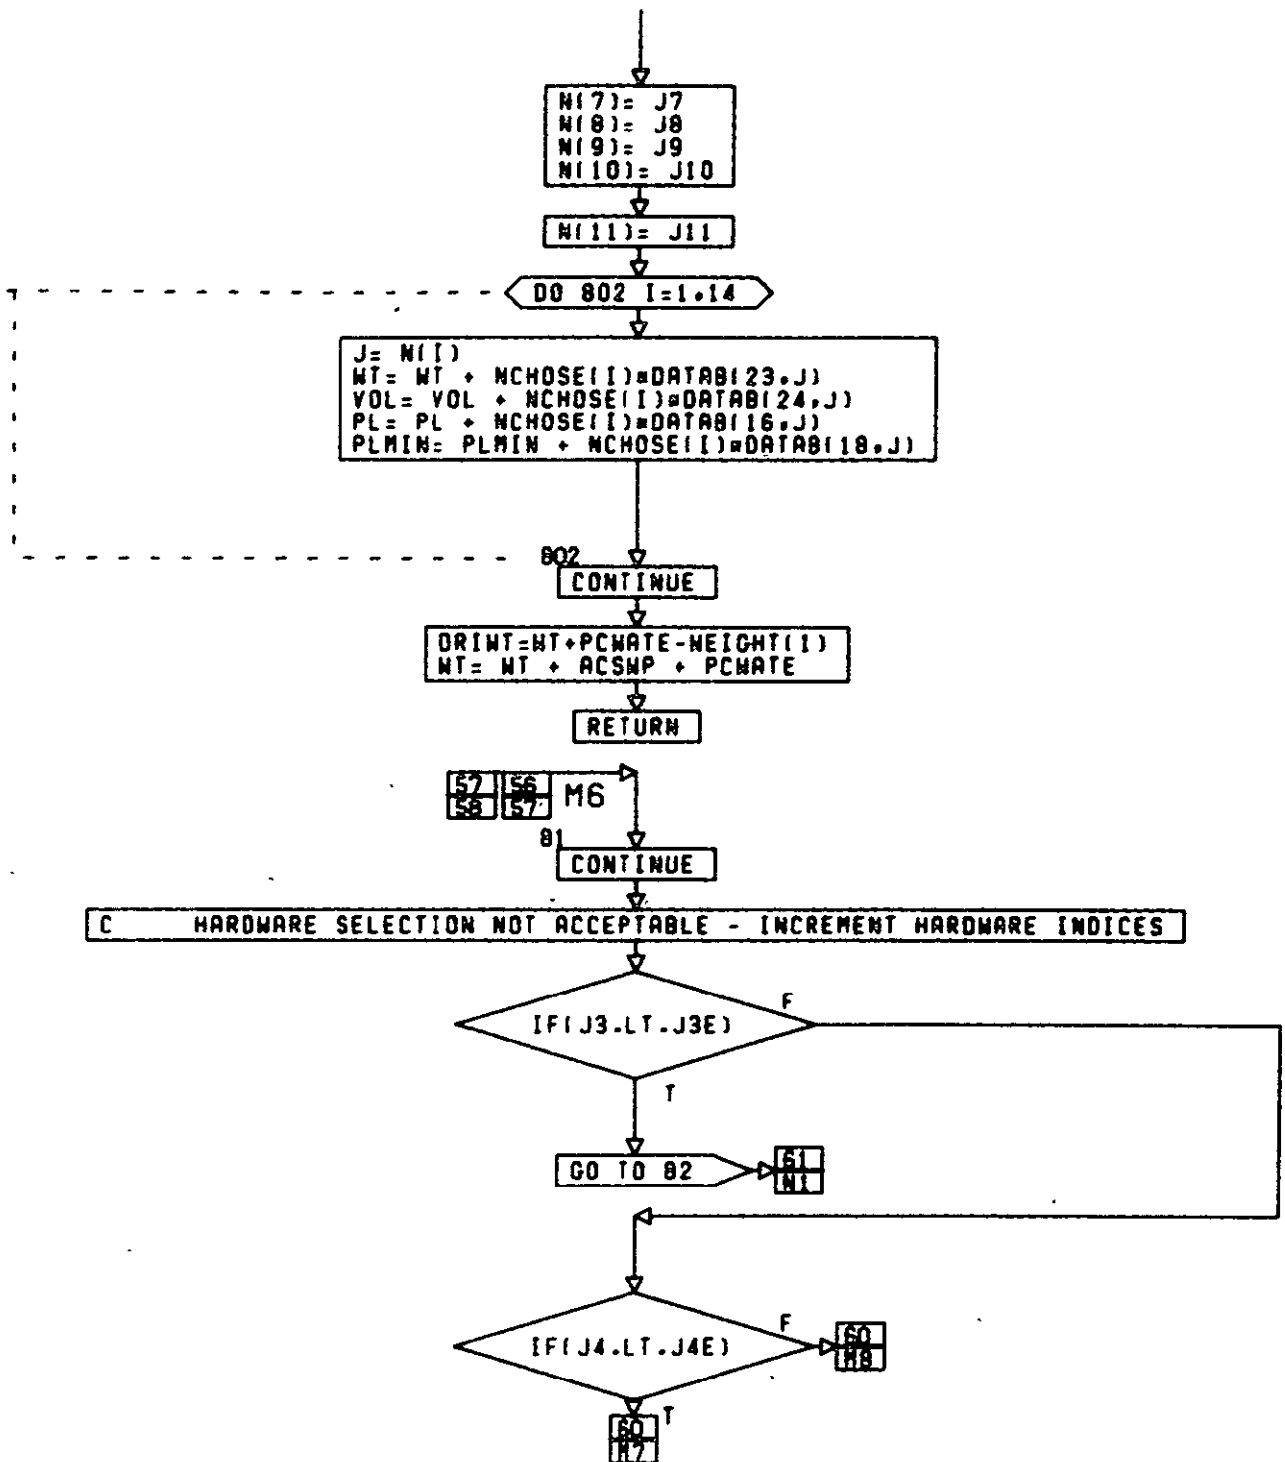 N(7)= J7
N(8)= J8
N(9)= J9
N(10)= J10
N(11)= J11
DO 802 I=1,14
J= N(I)
WT= WT + NCHOSE(I)*DATAB(23,J)
VOL= VOL + NCHOSE(I)*DATAB(24,J)
PL= PL + NCHOSE(I)*DATAB(16,J)
PLMIN= PLMIN + NCHOSE(I)*DATAB(18,J)
802
CONTINUE
DRIWT=WT+PCWATE-WEIGHT(1)
WT= WT + ACSWP + PCWATE
RETURN
57 56 M6
58 57
81
CONTINUE
C HARDWARE SELECTION NOT ACCEPTABLE - INCREMENT HARDWARE INDICES
F
IF(J3.LT.J3E)
T
GO TO 82
61
N1
F
IF(J4.LT.J4E)
60
M8
T
60
M7